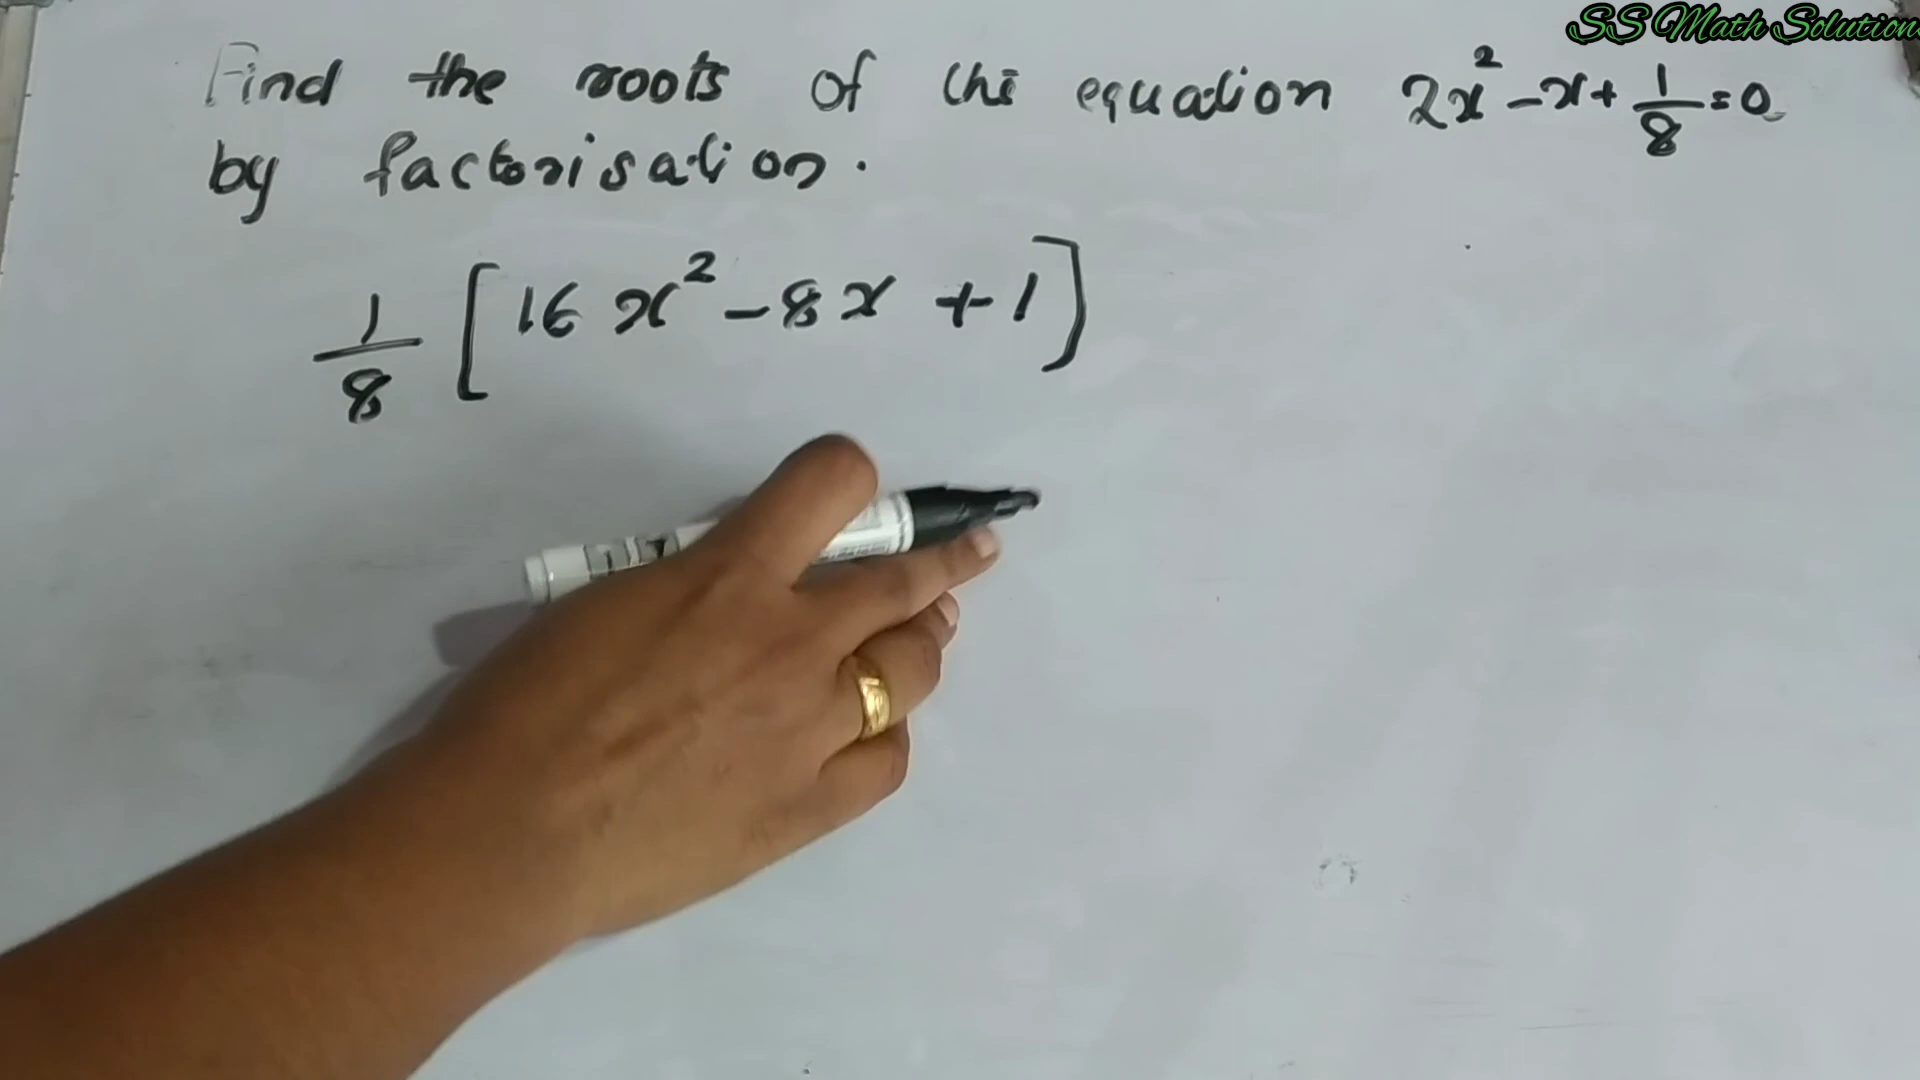 SS Math Solution
Find the roots of the equation 2x² - x + 1/8 = 0
by factorisation.
1/8 [16x² - 8x + 1]